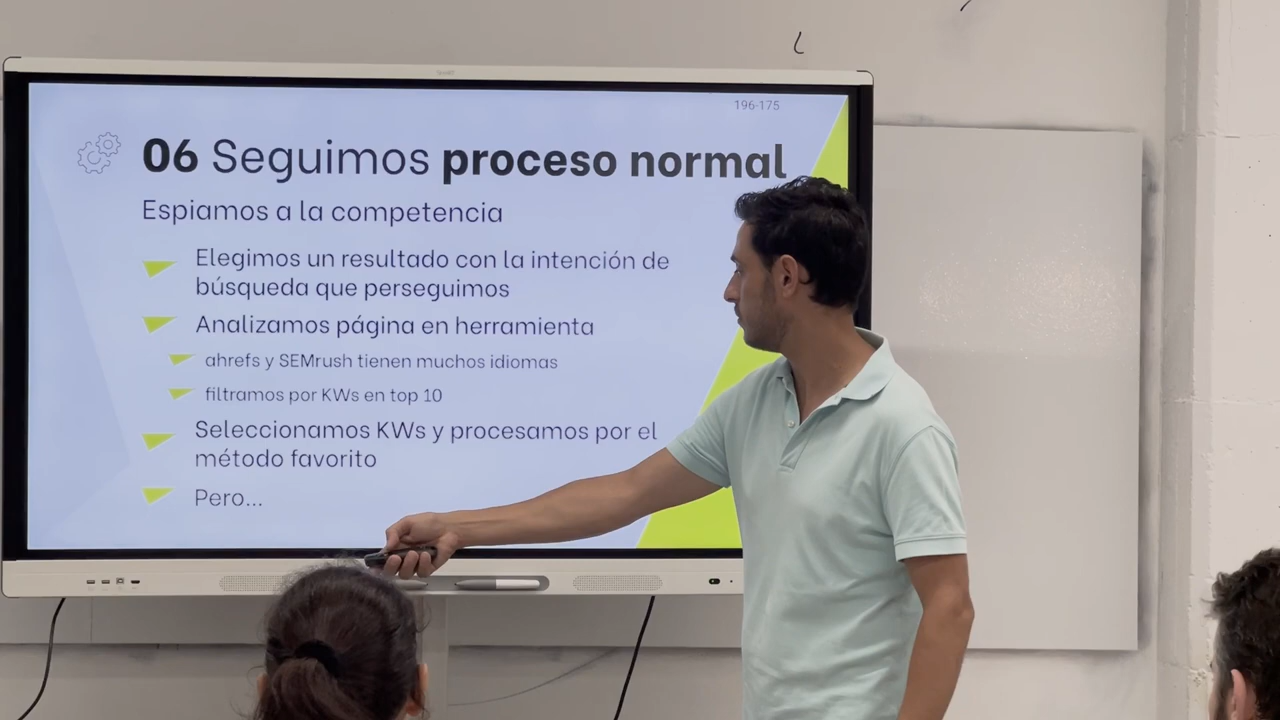 196-175
06 Seguimos proceso normal
Espiamos a la competencia
Elegimos un resultado con la intención de
búsqueda que perseguimos
Analizamos página en herramienta
ahrefs y SEMrush tienen muchos idiomas
filtramos por KWs en top 10
Seleccionamos KWs y procesamos por el
método favorito
Pero...